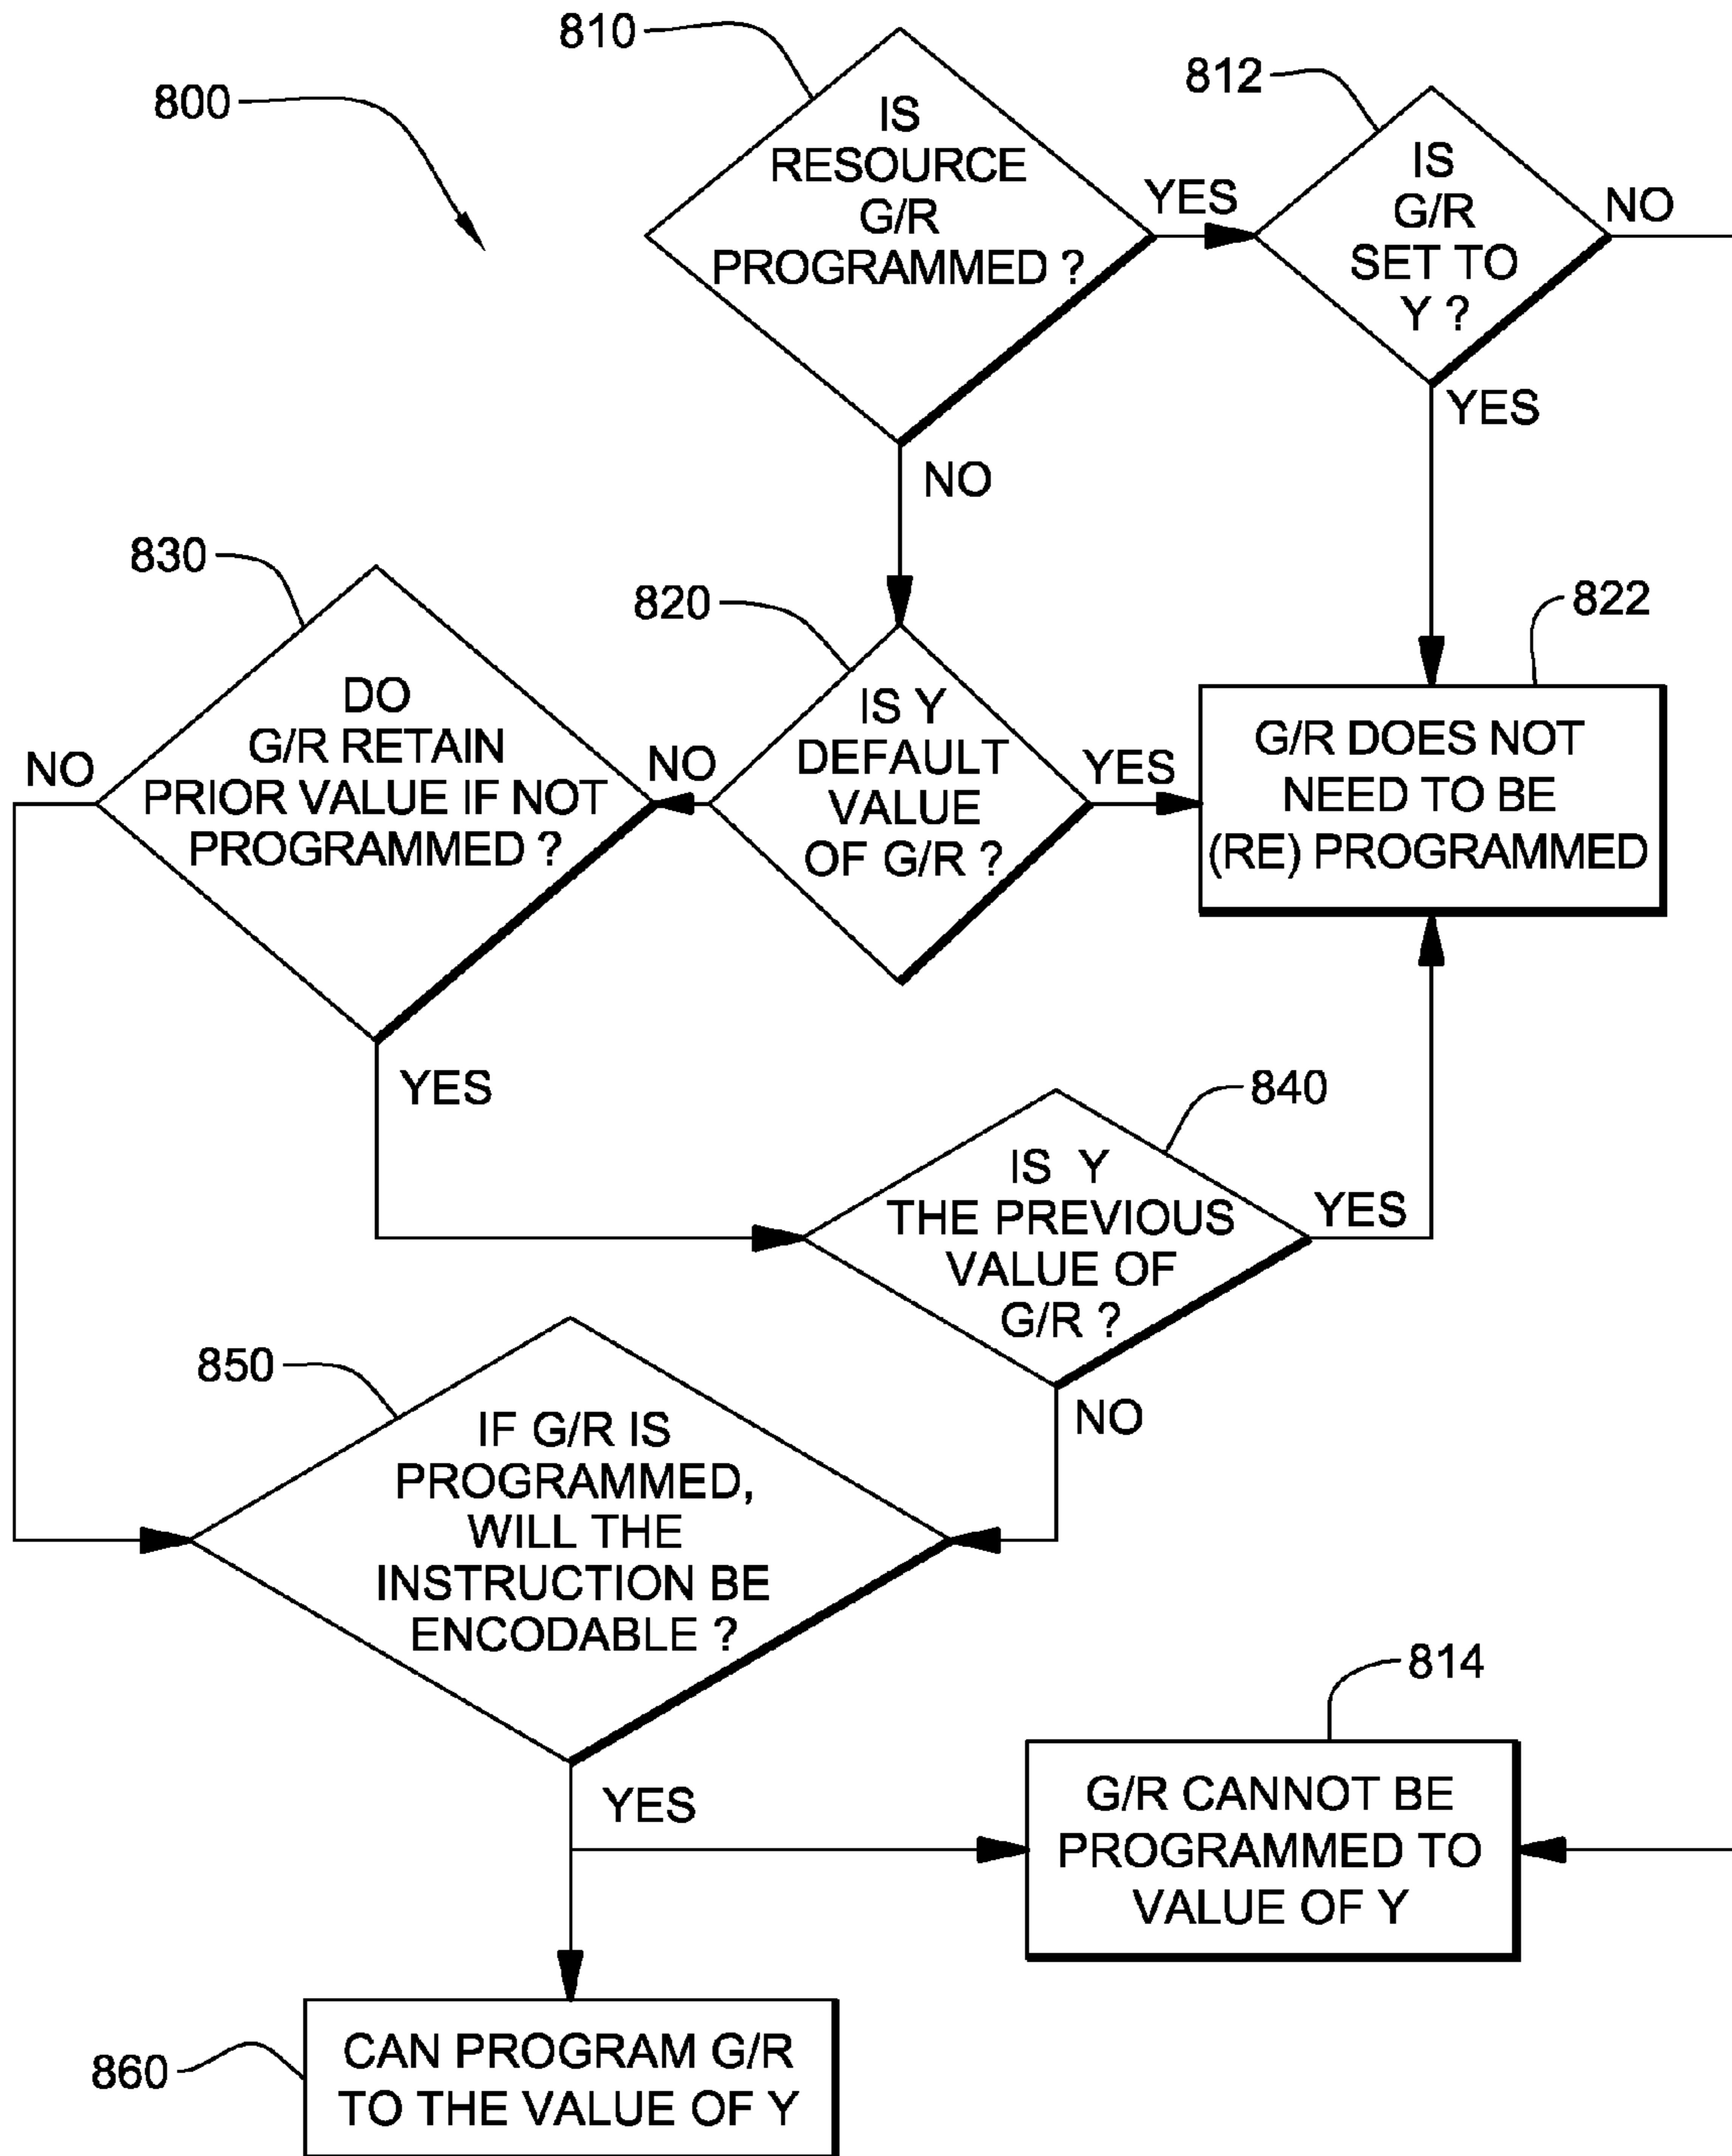 810
800
812
IS
RESOURCE
G/R
PROGRAMMED ?
YES
IS
G/R
SET TO
Y ?
NO
YES
NO
830
820
822
DO
G/R RETAIN
PRIOR VALUE IF NOT
PROGRAMMED ?
NO
NO
IS Y
DEFAULT
VALUE
OF G/R ?
YES
G/R DOES NOT
NEED TO BE
(RE) PROGRAMMED
YES
840
IS Y
THE PREVIOUS
VALUE OF
G/R ?
YES
NO
850
IF G/R IS
PROGRAMMED,
WILL THE
INSTRUCTION BE
ENCODABLE ?
YES
814
G/R CANNOT BE
PROGRAMMED TO
VALUE OF Y
860
CAN PROGRAM G/R
TO THE VALUE OF Y